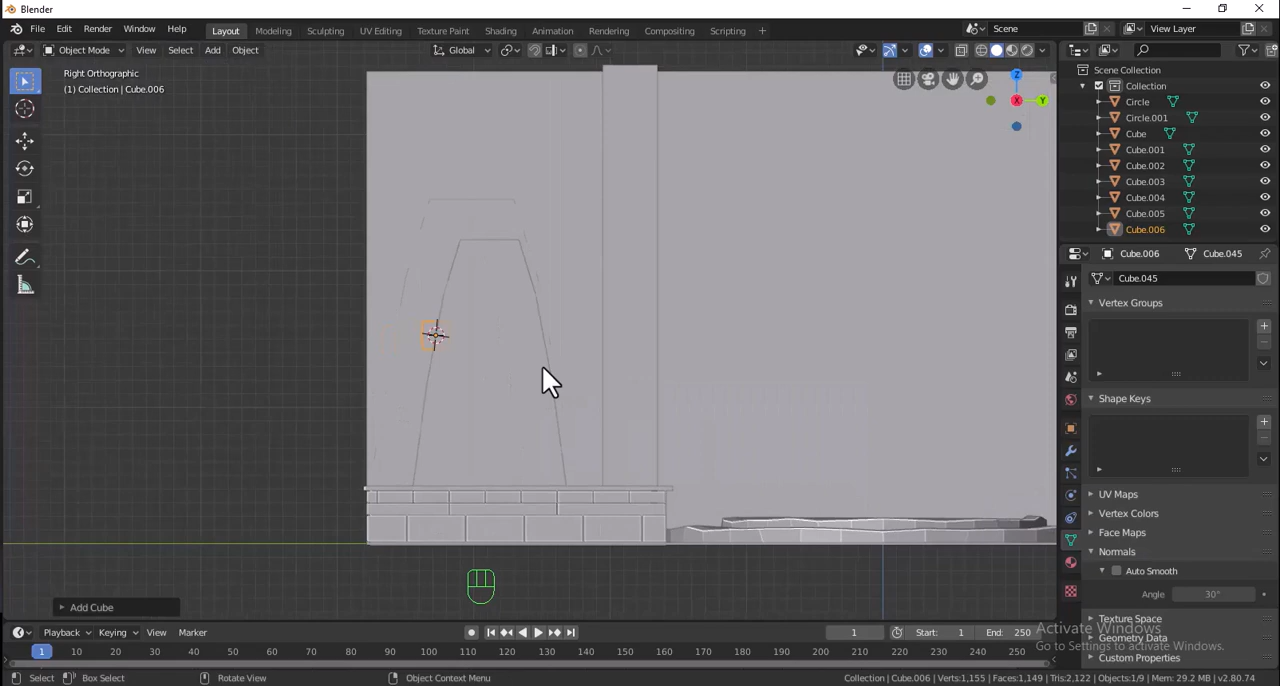 Blender
File Edit Render Window Help Layout Modeling Sculpting UV Editing Texture Paint Shading Animation Rendering Compositing Scripting + Scene View Layer
Object Mode View Select Add Object Global
Right Orthographic
(1) Collection | Cube.006
Z
X
Y
Scene Collection
Collection
Circle
Circle.001
Cube
Cube.001
Cube.002
Cube.003
Cube.004
Cube.005
Cube.006
Cube.006 Cube.045
Cube.045
Vertex Groups
Shape Keys
UV Maps
Vertex Colors
Face Maps
Normals
Auto Smooth
Angle 30°
Texture Space
Geometry Data
Custom Properties
Activate Windows
Go to Settings to activate Windows.
Add Cube
Playback Keying View Marker 1 Start: 1 End: 250
1 10 20 30 40 50 60 70 80 90 100 110 120 130 140 150 160 170 180 190 200 210 220 230 240 250
Select Box Select Rotate View Object Context Menu Collection | Cube.006 | Verts:1,155 | Faces:1,149 | Tris:2,122 | Objects:1/9 | Mem: 29.2 MB | v2.80.74